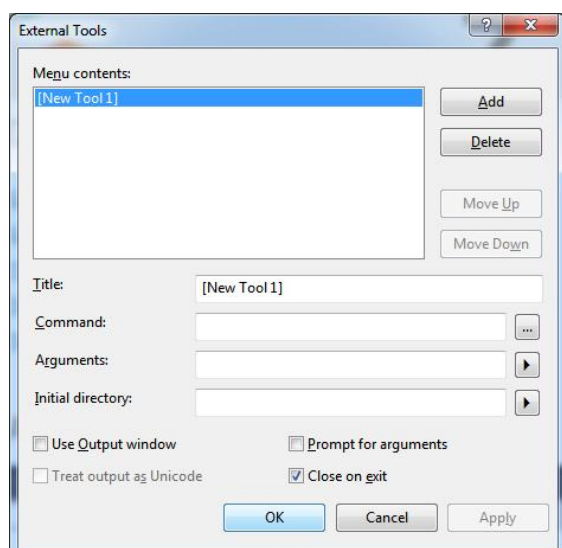 External Tools
?
Menu contents:
[New Tool 1]
Add
Delete
Move Up
Move Down
Title:
[New Tool 1]
Command:
...
Arguments:
Initial directory:
Use Output window
Prompt for arguments
Treat output as Unicode
Close on exit
OK
Cancel
Apply